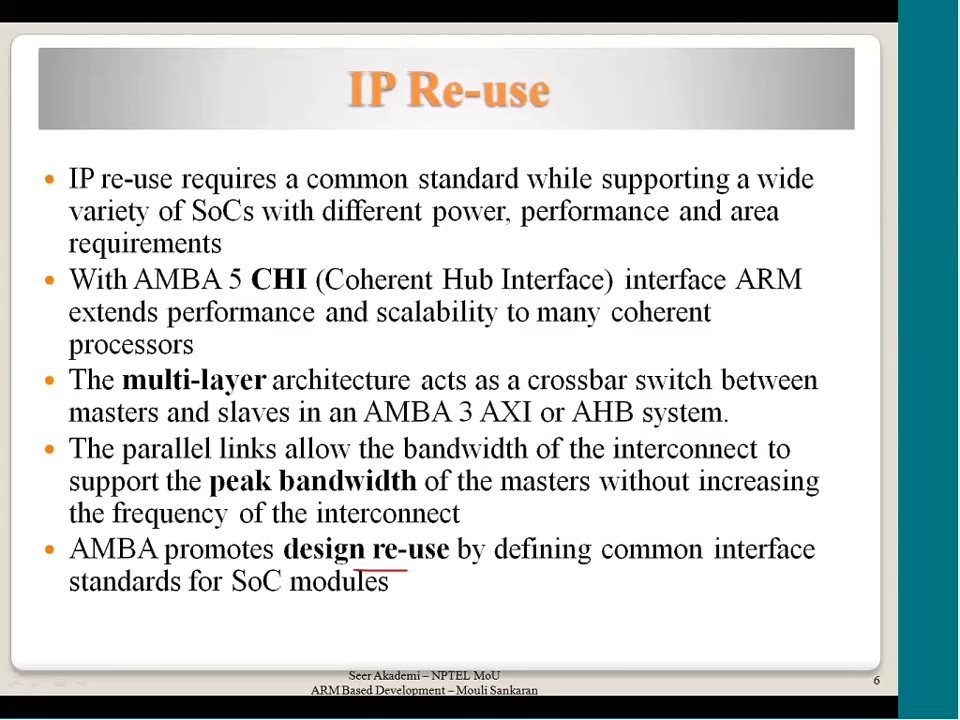 IP Re-use
• IP re-use requires a common standard while supporting a wide
variety of SoCs with different power, performance and area
requirements
• With AMBA 5 CHI (Coherent Hub Interface) interface ARM
extends performance and scalability to many coherent
processors
• The multi-layer architecture acts as a crossbar switch between
masters and slaves in an AMBA 3 AXI or AHB system.
• The parallel links allow the bandwidth of the interconnect to
support the peak bandwidth of the masters without increasing
the frequency of the interconnect
• AMBA promotes design re-use by defining common interface
standards for SoC modules
Seer Akademi – NPTEL MoU
ARM Based Development – Mouli Sankaran
6